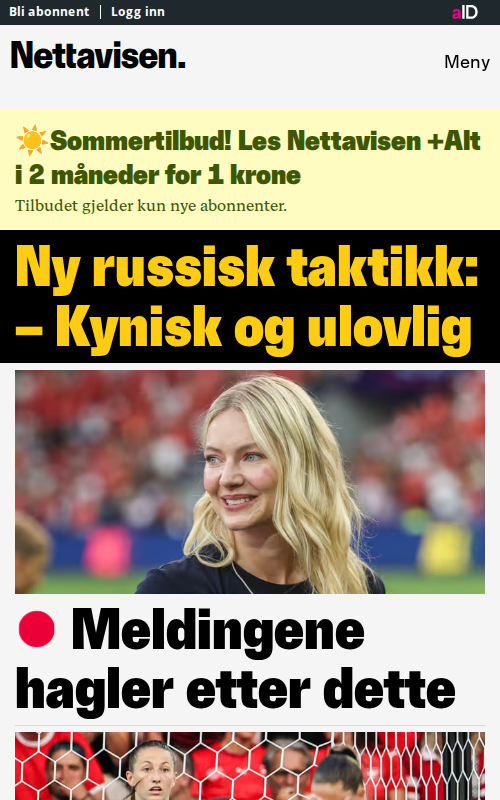 Bli abonnent | Logg inn
aID
Nettavisen.
Meny
☀️Sommertilbud! Les Nettavisen +Alt
i 2 måneder for 1 krone
Tilbudet gjelder kun nye abonnenter.
Ny russisk taktikk:
– Kynisk og ulovlig
Meldingene
hagler etter dette